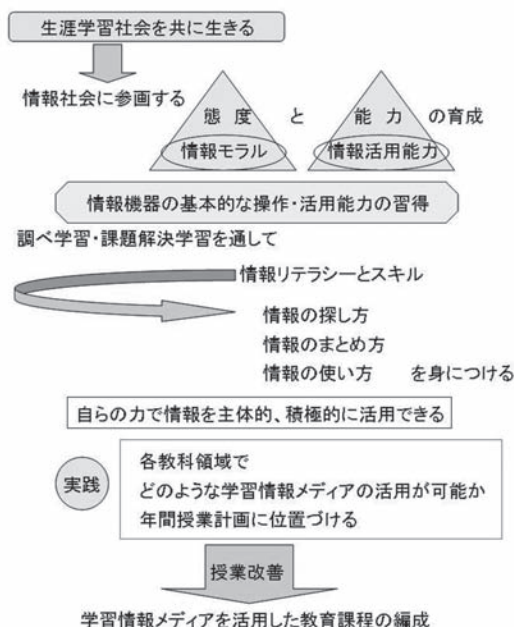 生涯学習社会を共に生きる
情報社会に参画する
態度 と 能力 の育成
情報モラル 情報活用能力
情報機器の基本的な操作・活用能力の習得
調べ学習・課題解決学習を通して
情報リテラシーとスキル
情報の探し方
情報のまとめ方
情報の使い方 を身につける
自らの力で情報を主体的、積極的に活用できる
実践
各教科領域で
どのような学習情報メディアの活用が可能か
年間授業計画に位置づける
授業改善
学習情報メディアを活用した教育課程の編成